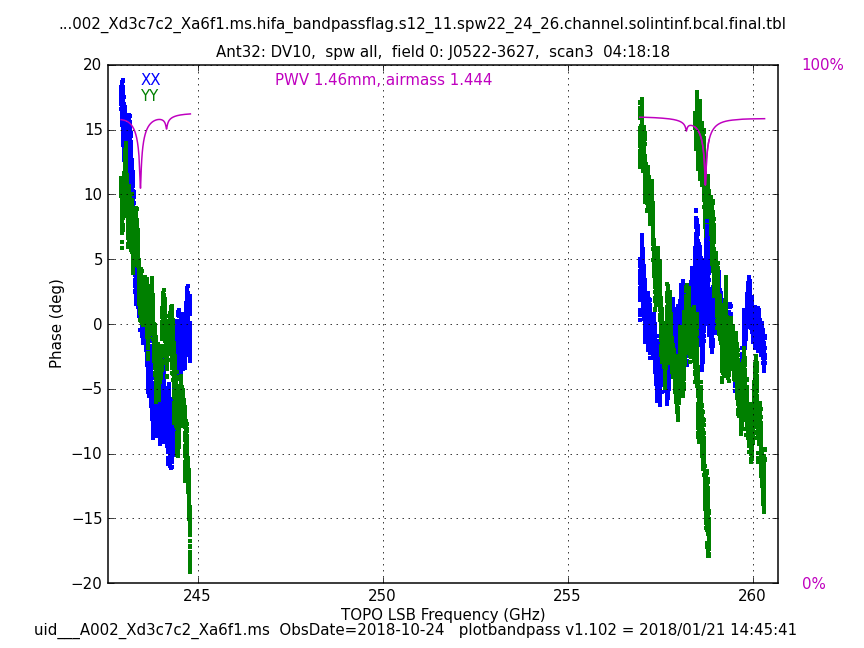 ...002_Xd3c7c2_Xa6f1.ms.hifa_bandpassflag.s12_11.spw22_24_26.channel.solintinf.bcal.final.tbl
Ant32: DV10,  spw all,  field 0: J0522-3627,  scan3  04:18:18
20
XX
PWV 1.46mm, airmass 1.444
100%
YY
15
10
5
0
Phase (deg)
−5
−10
−15
−20
0%
245
250
255
260
TOPO LSB Frequency (GHz)
uid___A002_Xd3c7c2_Xa6f1.ms  ObsDate=2018-10-24   plotbandpass v1.102 = 2018/01/21 14:45:41